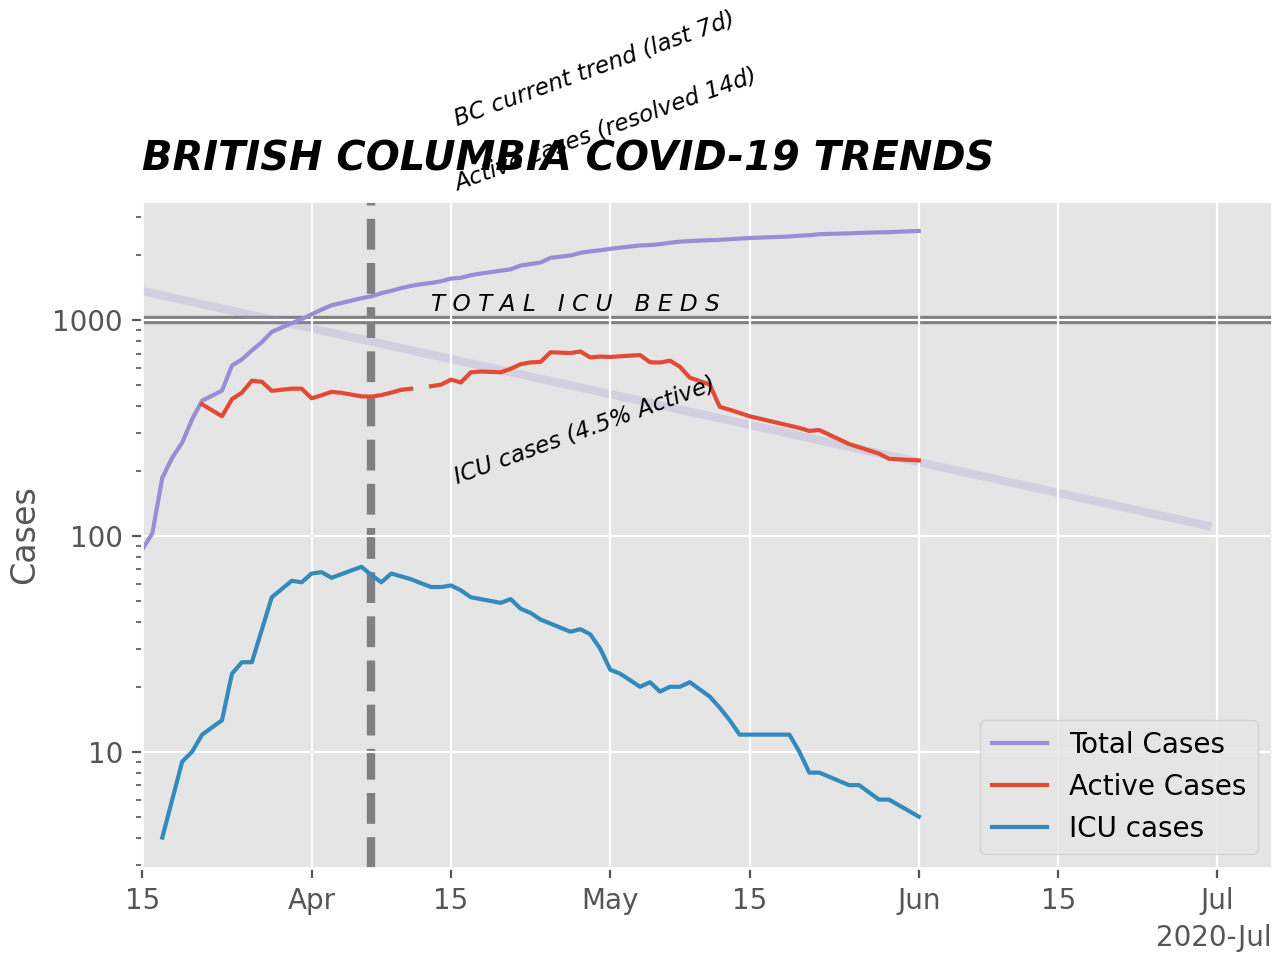 BC current trend (last 7d)
Active cases (resolved 14d)
BRITISH COLUMBIA COVID-19 TRENDS
TOTAL ICU BEDS
1000
ICU cases (4.5% Active)
Cases
100
10
Total Cases
Active Cases
ICU cases
15 Apr 15 May 15 Jun 15 Jul
2020-Jul